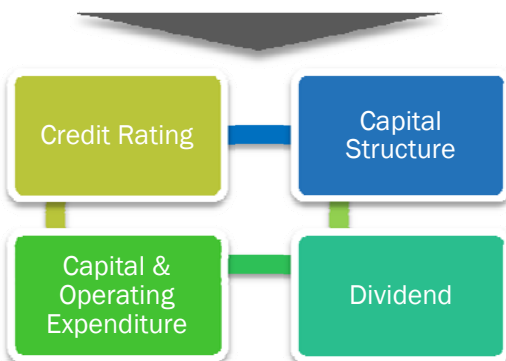 Credit Rating
Capital
Structure
Capital &
Operating
Expenditure
Dividend